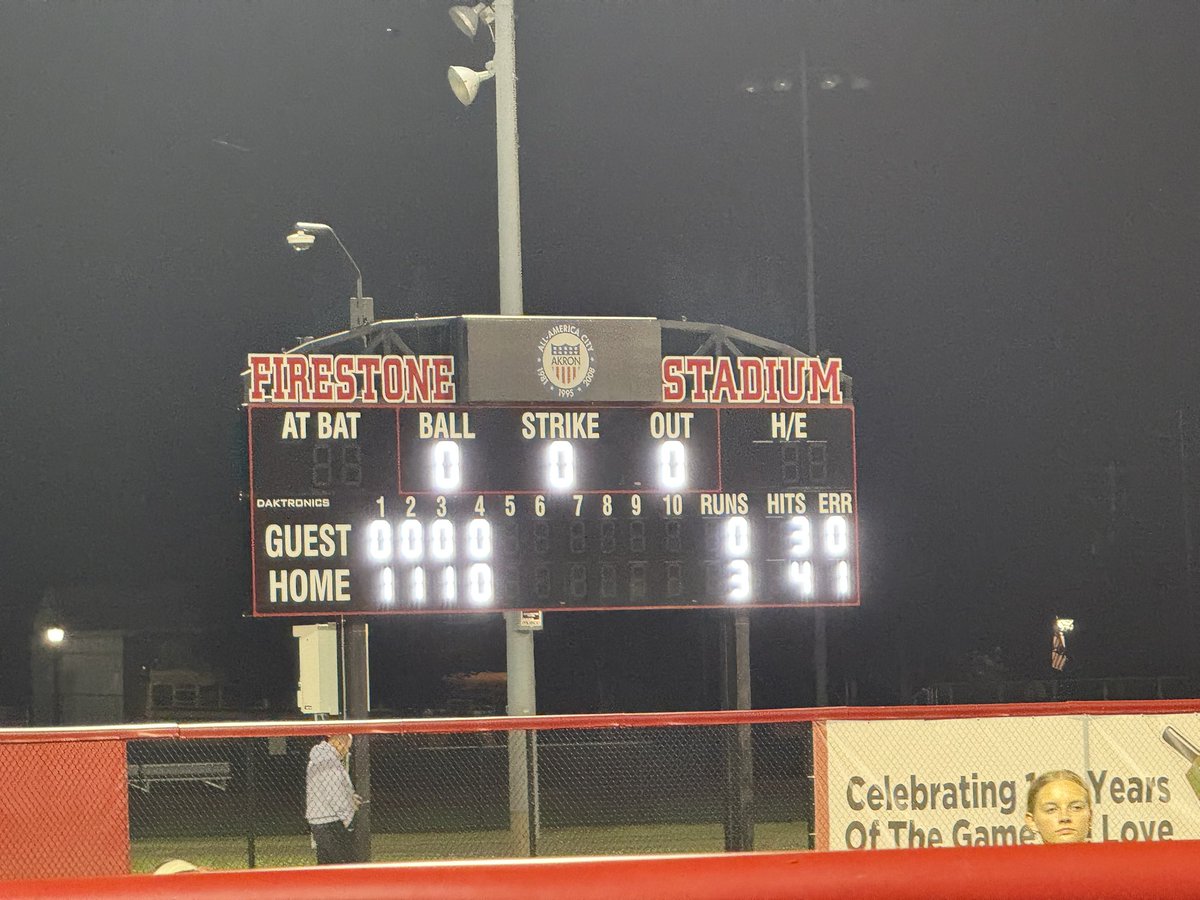 ALL-AMERICA CITY
AKRON
1981 1995 2008
FIRESTONE STADIUM
AT BAT BALL STRIKE OUT H/E
0 0 0
DAKTRONICS 1 2 3 4 5 6 7 8 9 10 RUNS HITS ERR
GUEST 0 0 0 0 0 3 0
HOME 1 1 1 0 3 4 1
Celebrating Years
Of The Game Love